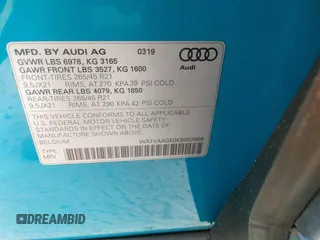 MFD. BY AUDI AG 03/19
GVWR LBS 6978, KG 3165
GAWR FRONT LBS 3527, KG 1600
FRONT-TIRES 265/45 R21
9,5JX21 RIMS, AT 270 KPA 39 PSI COLD
GAWR REAR LBS 4079, KG 1850
REAR-TIRES 265/45 R21
9,5JX21 RIMS, AT 290 KPA 42 PSI COLD
Audi
THIS VEHICLE CONFORMS TO ALL APPLICABLE
U.S. FEDERAL MOTOR VEHICLE SAFETY STANDARDS
IN EFFECT ON THE DATE OF MANUFACTURE SHOWN ABOVE.
BELGIUM
TYPE:
MPV
DREAMBID